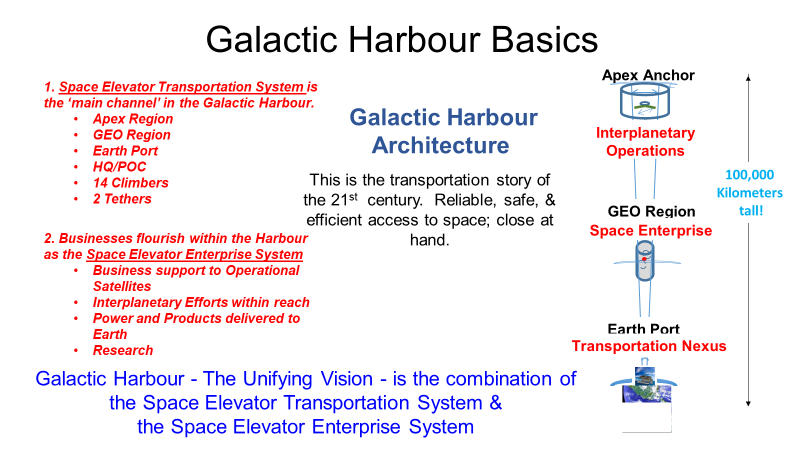 Galactic Harbour Basics
1. Space Elevator Transportation System is
the ‘main channel’ in the Galactic Harbour.
• Apex Region
• GEO Region
• Earth Port
• HQ/POC
• 14 Climbers
• 2 Tethers
2. Businesses flourish within the Harbour
as the Space Elevator Enterprise System
• Business support to Operational
Satellites
• Interplanetary Efforts within reach
• Power and Products delivered to
Earth
• Research
Galactic Harbour
Architecture
This is the transportation story of
the 21st century. Reliable, safe, &
efficient access to space; close at
hand.
Apex Anchor
Interplanetary
Operations
100,000
Kilometers
tall!
GEO Region
Space Enterprise
Earth Port
Transportation Nexus
Galactic Harbour - The Unifying Vision - is the combination of
the Space Elevator Transportation System &
the Space Elevator Enterprise System